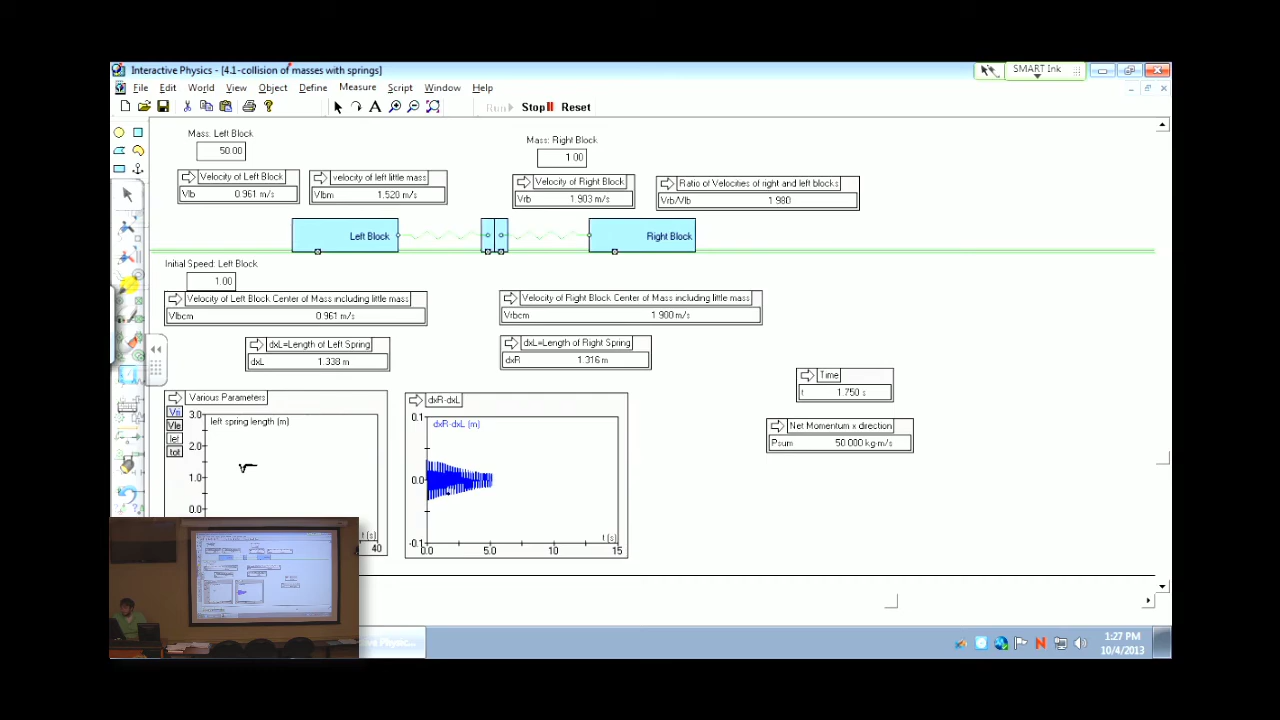 Interactive Physics - [4.1-collision of masses with springs]
SMART Ink
File Edit World View Object Define Measure Script Window Help
Run Stop Reset
Mass: Left Block
50.00
Mass: Right Block
1.00
Velocity of Left Block
Vlb 0.961 m/s
velocity of left little mass
Vlbm 1.520 m/s
Velocity of Right Block
Vrb 1.903 m/s
Ratio of Velocities of right and left blocks
Vrb/Vlb 1.980
Left Block
Right Block
Initial Speed: Left Block
1.00
Velocity of Left Block Center of Mass including little mass
Vlbcm 0.961 m/s
Velocity of Right Block Center of Mass including little mass
Vrbcm 1.900 m/s
dxL=Length of Left Spring
dxL 1.338 m
dxL=Length of Right Spring
dxR 1.316 m
Time
t 1.750 s
Net Momentum x direction
Psum 50.000 kg·m/s
Various Parameters
Vri
Vle
lef
tot
left spring length (m)
3.0
2.0
1.0
0.0
t (s)
40
dxR-dxL
dxR-dxL (m)
0.1
0.0
-0.1
t (s)
0.0 5.0 10 15
1:27 PM
10/4/2013